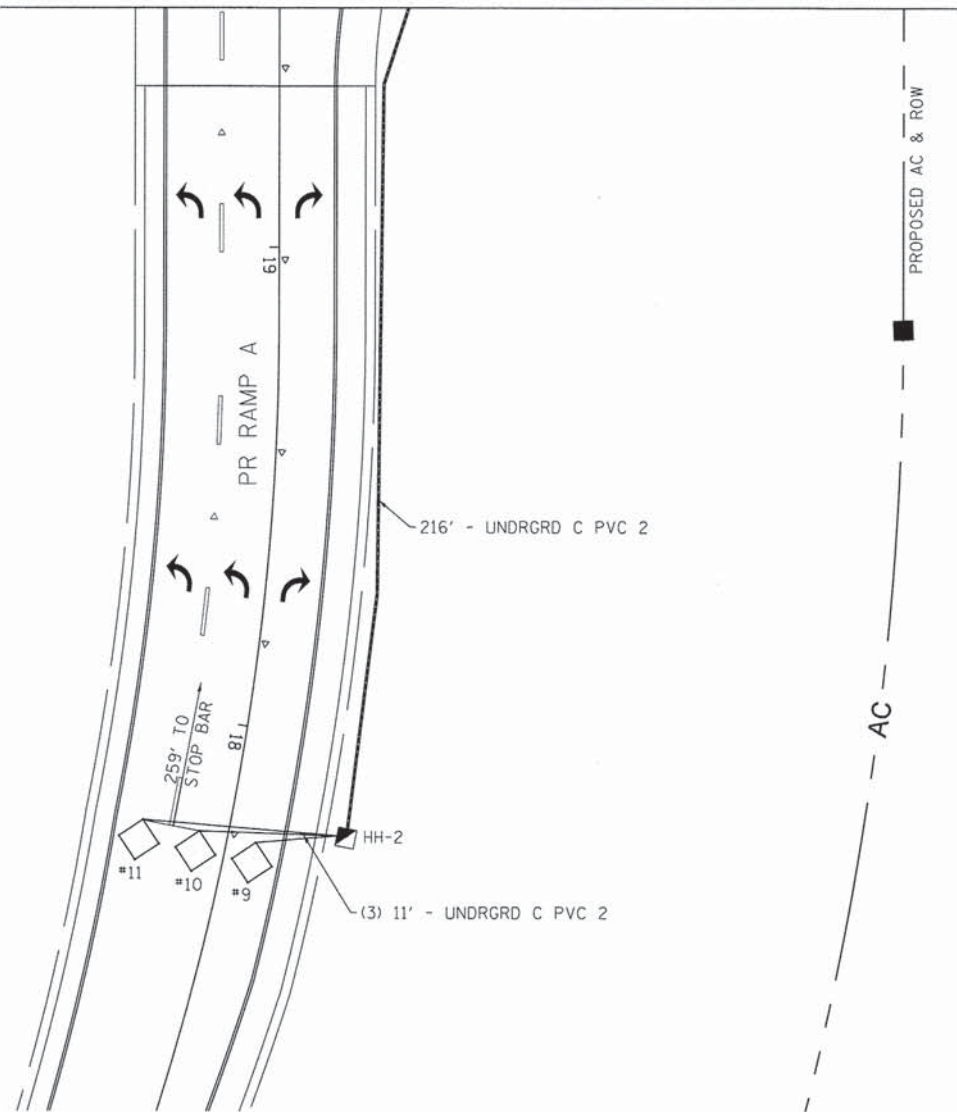 PROPOSED AC & ROW
19
PR RAMP A
216' - UNDRGRD C PVC 2
AC
18
259' TO
STOP BAR
HH-2
#11
#10
#9
(3) 11' - UNDRGRD C PVC 2